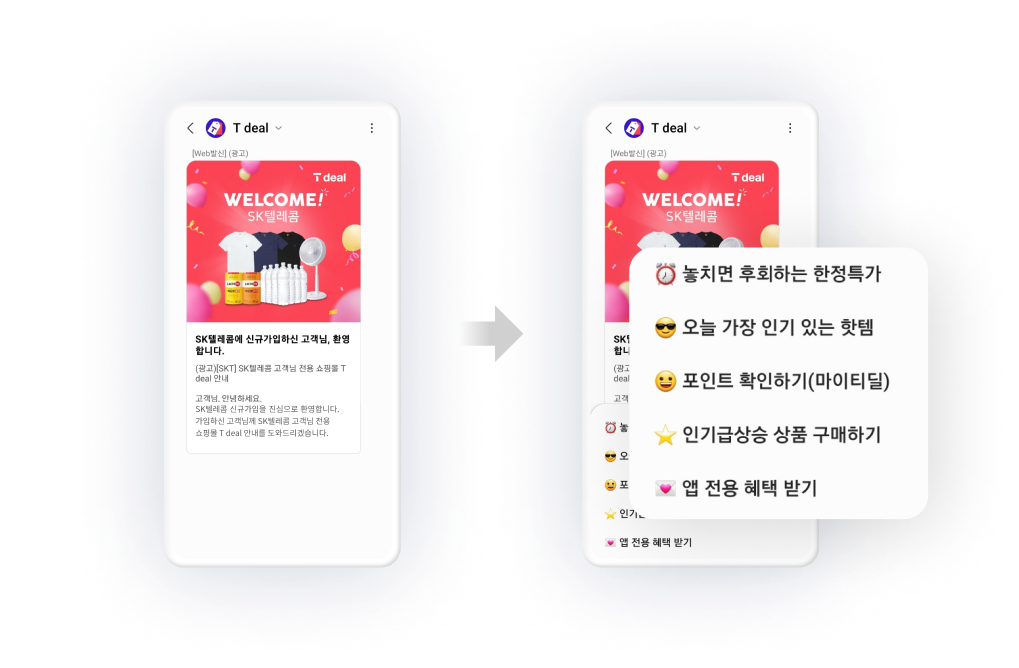 T deal
[Web발신] (광고)
T deal
WELCOME!
SK텔레콤
SK텔레콤에 신규가입하신 고객님, 환영
합니다.
(광고)[SKT] SK텔레콤 고객님 전용 쇼핑몰 T
deal 안내
고객님, 안녕하세요.
SK텔레콤 신규가입을 진심으로 환영합니다.
가입하신 고객님께 SK텔레콤 고객님 전용
쇼핑몰 T deal 안내를 도와드리겠습니다.
T deal
[Web발신] (광고)
T deal
WELCOME!
SK텔레콤
SK텔
합니
(광고
deal
고객
⏰ 놓
😎 오
😀 포
⭐ 인기급
💌 앱 전용 혜택 받기
⏰ 놓치면 후회하는 한정특가
😎 오늘 가장 인기 있는 핫템
😀 포인트 확인하기(마이티딜)
⭐ 인기급상승 상품 구매하기
💌 앱 전용 혜택 받기